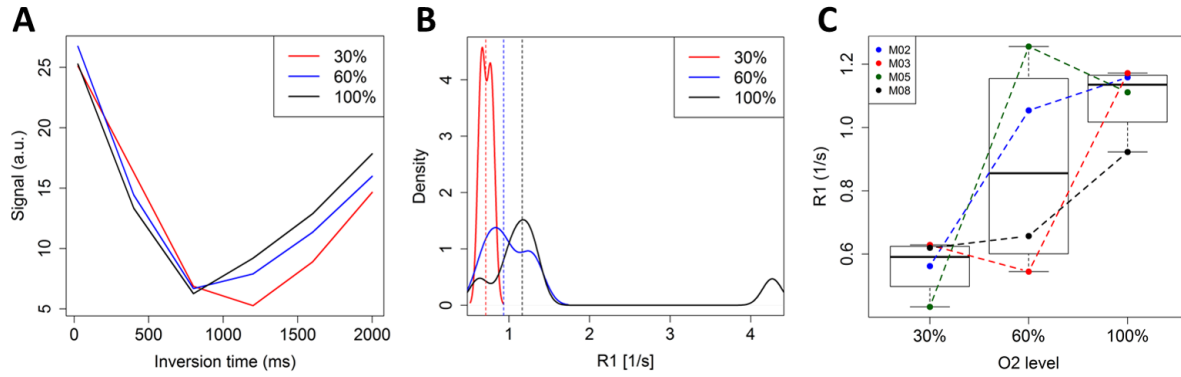 A
30%
60%
100%
25
20
15
10
5
Signal (a.u.)
0
500
1000
1500
2000
Inversion time (ms)
B
30%
60%
100%
4
3
2
1
0
Density
1
2
3
4
R1 [1/s]
C
M02
M03
M05
M08
1.2
1.0
0.8
0.6
R1 (1/s)
30%
60%
100%
O2 level